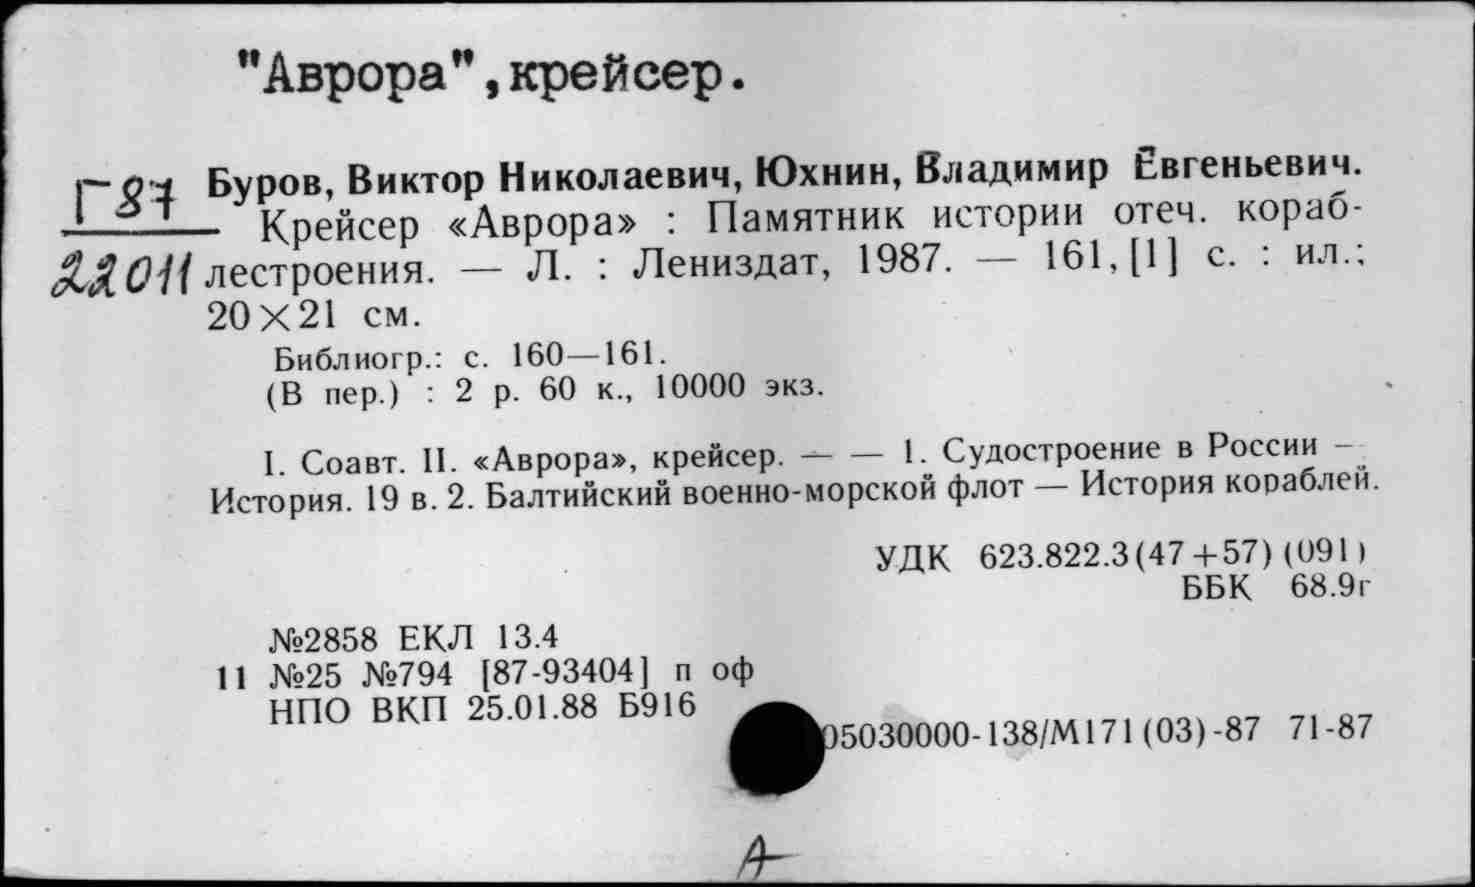 "Аврора",крейсер.
Г87
22011
Буров, Виктор Николаевич, Юхнин, Владимир Евгеньевич.
Крейсер «Аврора» : Памятник истории отеч. кораб-
лестроения. — Л. : Лениздат, 1987. — 161, [1] с. : ил.;
20×21 см.
Библиогр.: с. 160—161.
(В пер.) : 2 р. 60 к., 10000 экз.
I. Соавт. II. «Аврора», крейсер. — — 1. Судостроение в России —
История. 19 в. 2. Балтийский военно-морской флот — История кораблей.
УДК 623.822.3(47+57)(091)
ББК 68.9г
№2858 ЕКЛ 13.4
11 №25 №794 [87-93404] п оф
НПО ВКП 25.01.88 Б916
05030000-138/М171(03)-87 71-87
А